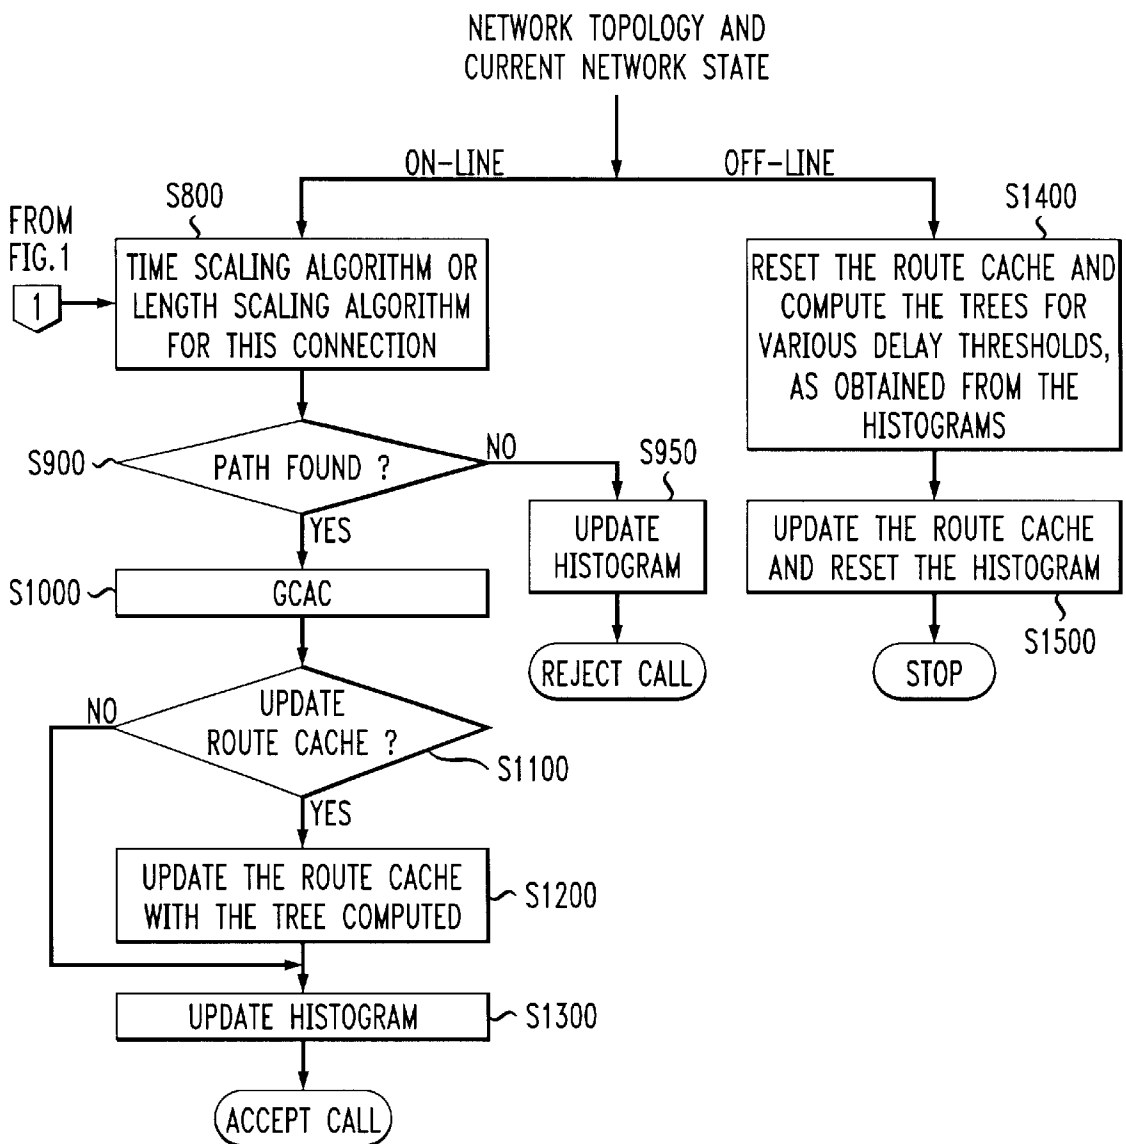 NETWORK TOPOLOGY AND
CURRENT NETWORK STATE
ON-LINE
OFF-LINE
FROM
FIG.1
1
S800
TIME SCALING ALGORITHM OR
LENGTH SCALING ALGORITHM
FOR THIS CONNECTION
S900
PATH FOUND ?
NO
YES
S950
UPDATE
HISTOGRAM
REJECT CALL
S1000
GCAC
UPDATE
ROUTE CACHE ?
NO
S1100
YES
UPDATE THE ROUTE CACHE
WITH THE TREE COMPUTED
S1200
UPDATE HISTOGRAM
S1300
ACCEPT CALL
S1400
RESET THE ROUTE CACHE AND
COMPUTE THE TREES FOR
VARIOUS DELAY THRESHOLDS,
AS OBTAINED FROM THE
HISTOGRAMS
UPDATE THE ROUTE CACHE
AND RESET THE HISTOGRAM
S1500
STOP